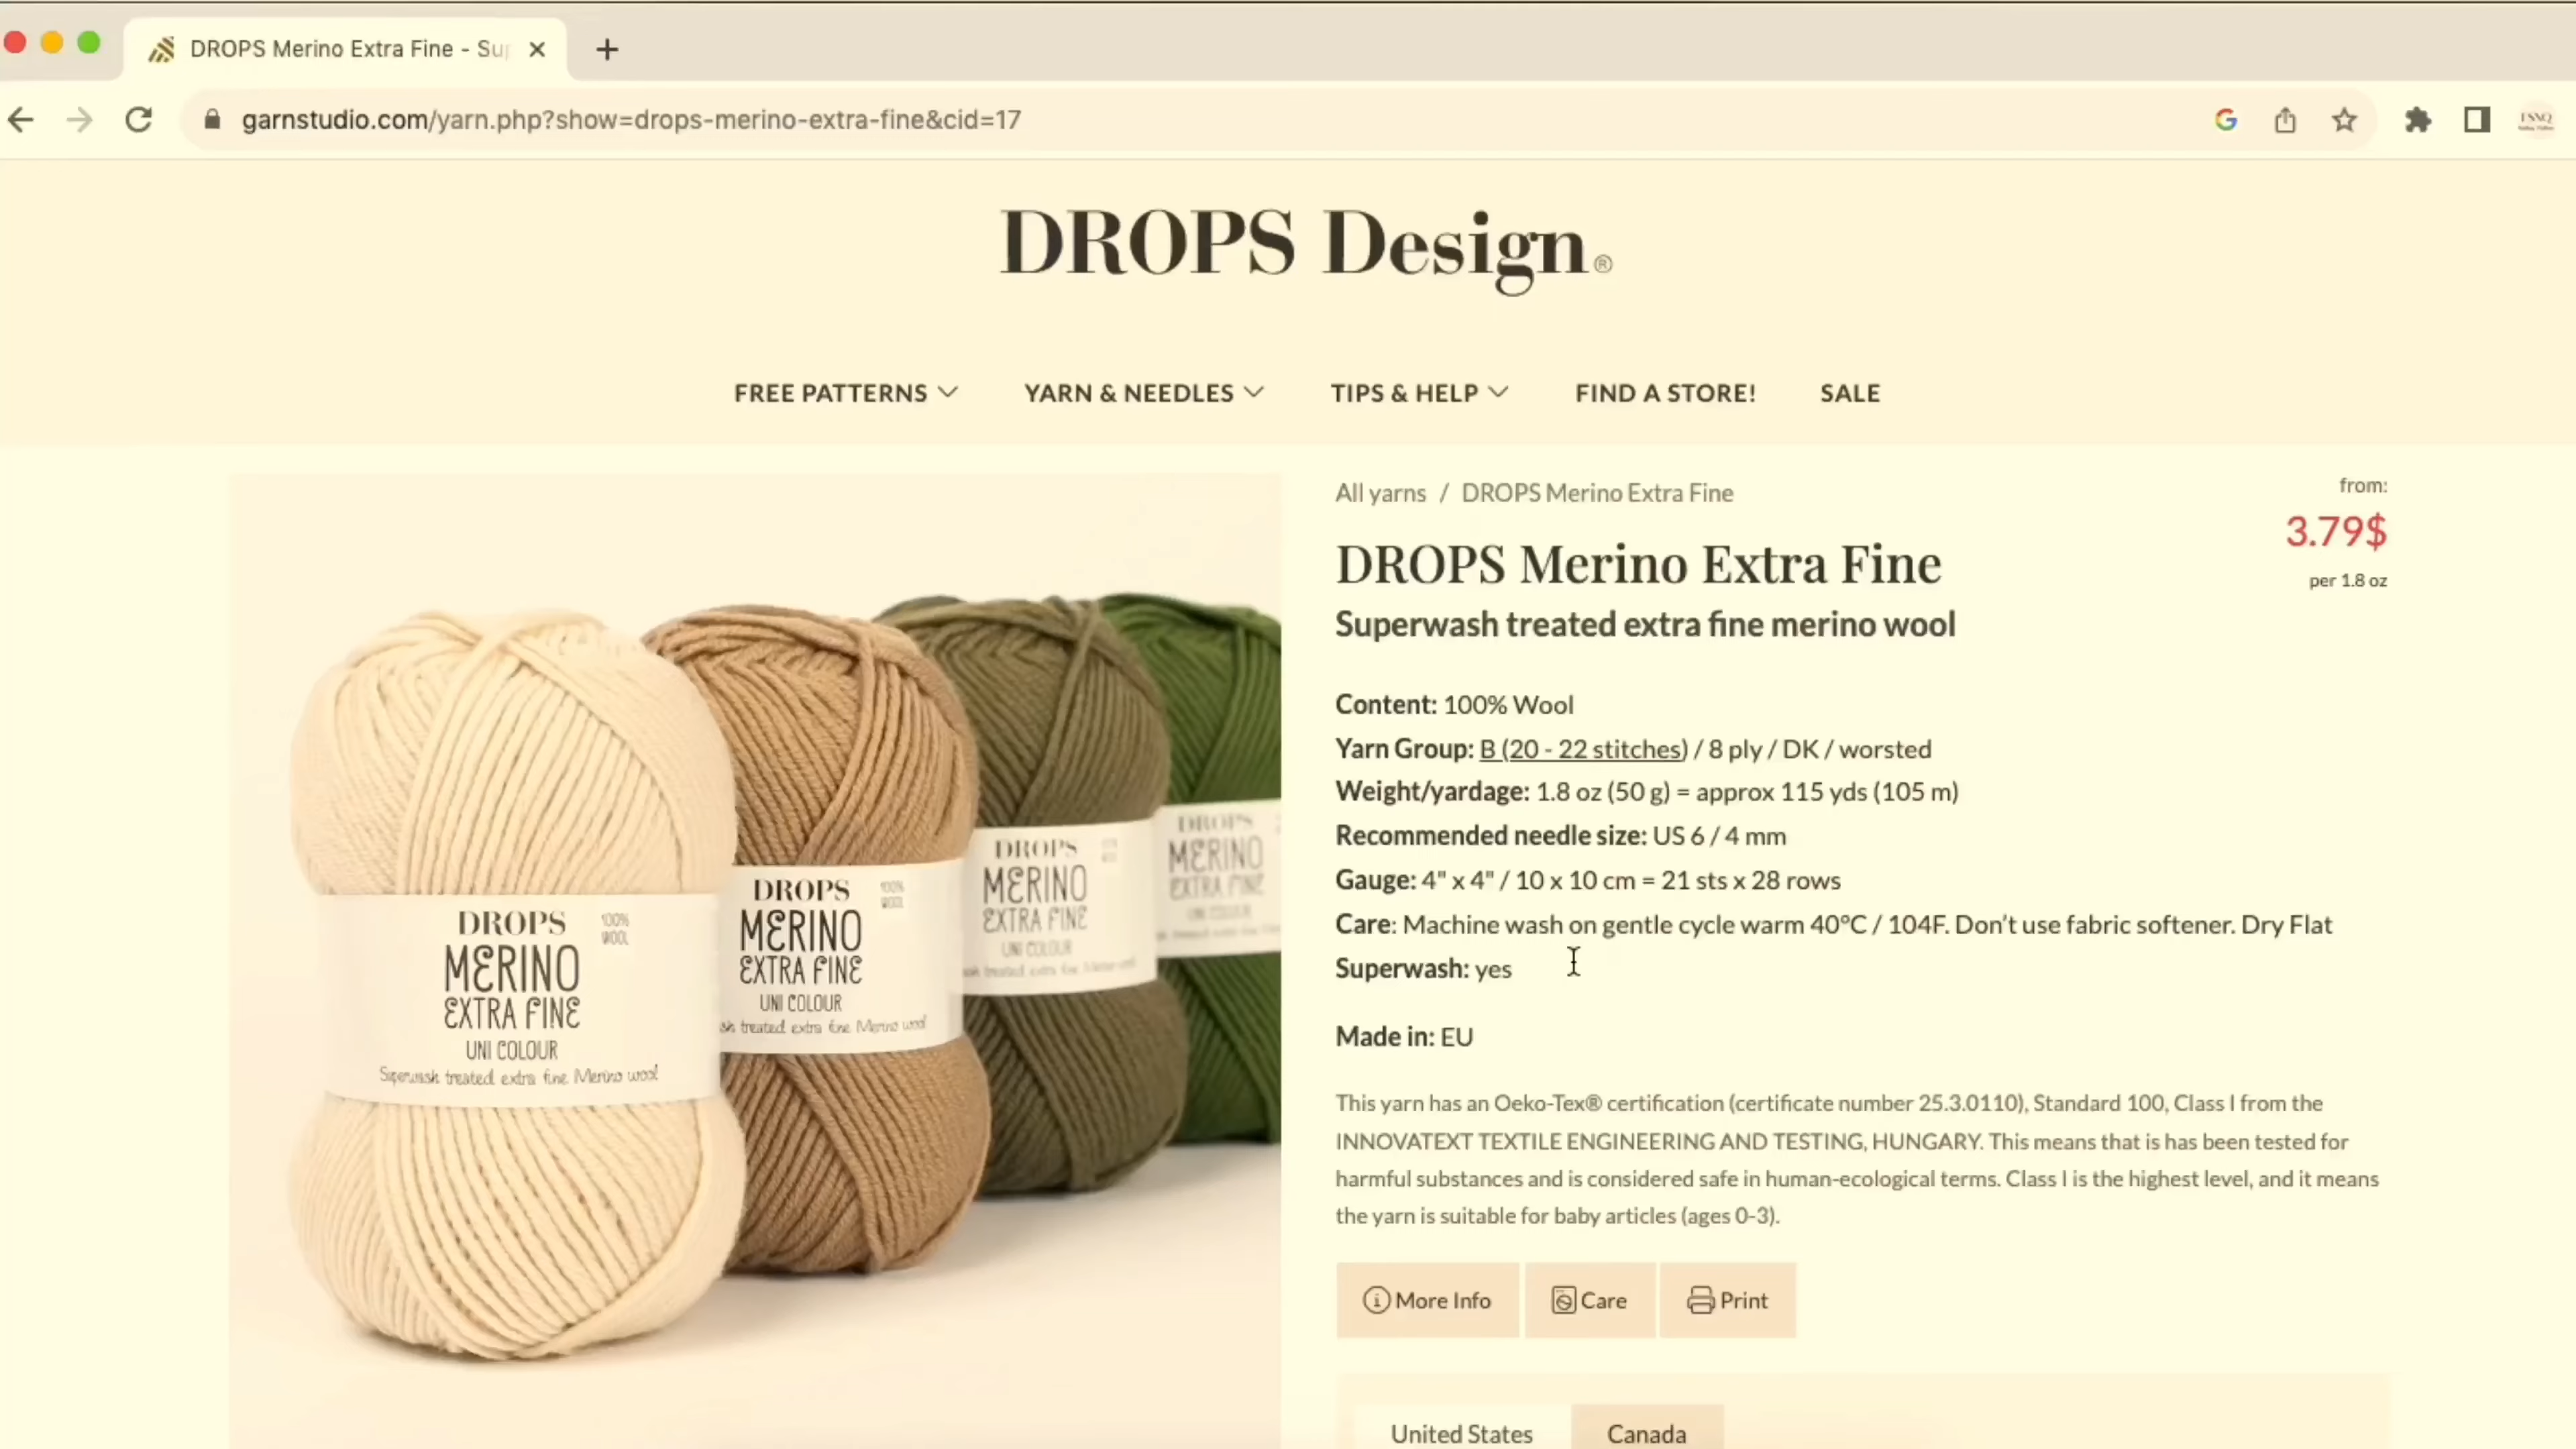 DROPS Merino Extra Fine - Sup
garnstudio.com/yarn.php?show=drops-merino-extra-fine&cid=17
DROPS Design®
FREE PATTERNS
YARN & NEEDLES
TIPS & HELP
FIND A STORE!
SALE
All yarns / DROPS Merino Extra Fine
from:
3.79$
per 1.8 oz
DROPS Merino Extra Fine
Superwash treated extra fine merino wool
Content: 100% Wool
Yarn Group: B (20 - 22 stitches) / 8 ply / DK / worsted
Weight/yardage: 1.8 oz (50 g) = approx 115 yds (105 m)
Recommended needle size: US 6 / 4 mm
Gauge: 4" x 4" / 10 x 10 cm = 21 sts x 28 rows
Care: Machine wash on gentle cycle warm 40°C / 104F. Don’t use fabric softener. Dry Flat
Superwash: yes
Made in: EU
This yarn has an Oeko-Tex® certification (certificate number 25.3.0110), Standard 100, Class I from the
INNOVATEXT TEXTILE ENGINEERING AND TESTING, HUNGARY. This means that is has been tested for
harmful substances and is considered safe in human-ecological terms. Class I is the highest level, and it means
the yarn is suitable for baby articles (ages 0-3).
More Info
Care
Print
United States
Canada
DROPS
100%
WOOL
MERINO
EXTRA FINE
UNI COLOUR
Superwash treated extra fine Merino wool
DROPS
100%
WOOL
MERINO
EXTRA FINE
UNI COLOUR
sh treated extra fine Merino wool
DROPS
MERINO
EXTRA FINE
UNI COLOUR
DROPS
MERINO
EXTRA FINE